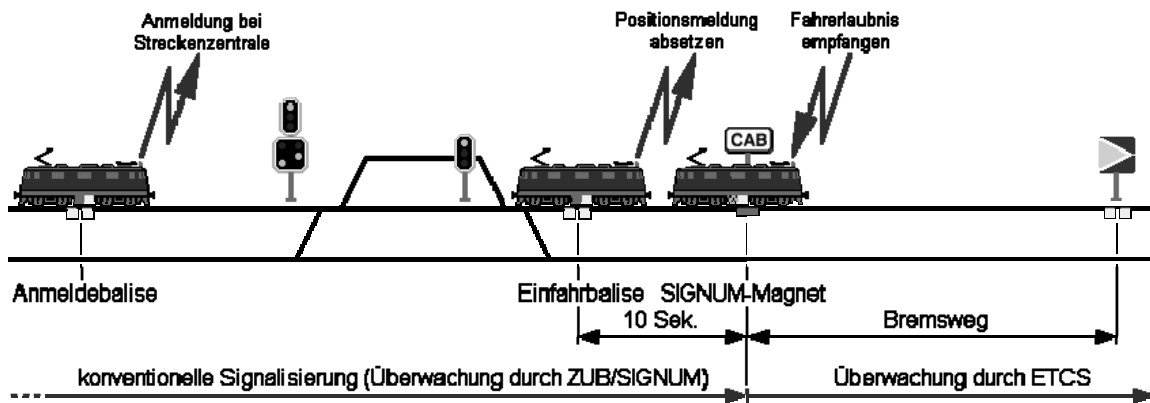 Anmeldung bei
Streckenzentrale
Positionsmeldung
absetzen
Fahrerlaubnis
empfangen
CAB
Anmeldebalise
Einfahrbalise
SIGNUM-Magnet
10 Sek.
Bremsweg
konventionelle Signalisierung (Überwachung durch ZUB/SIGNUM)
Überwachung durch ETCS